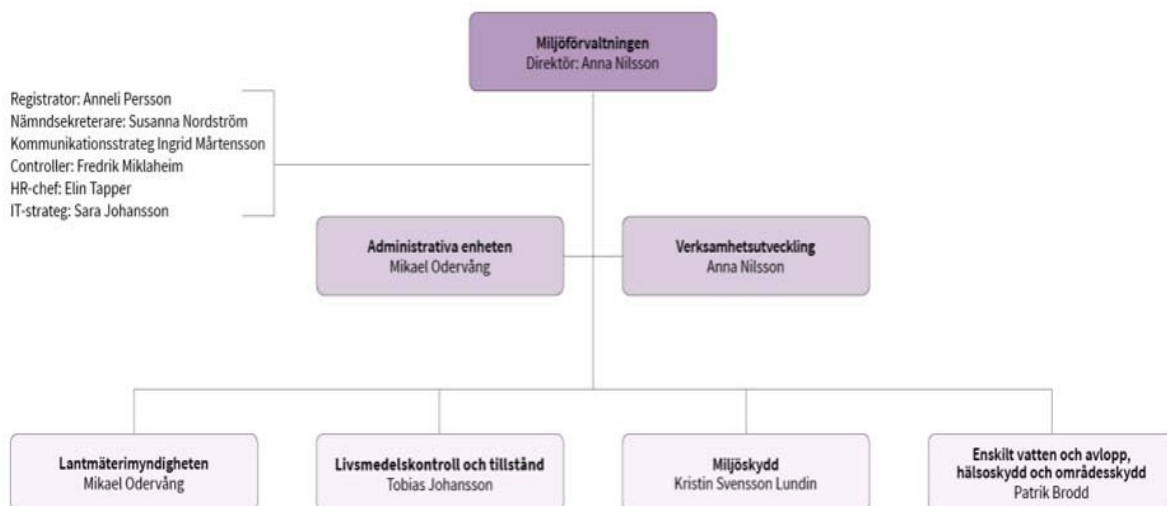 Miljöförvaltningen
Direktör: Anna Nilsson
Registrator: Anneli Persson
Nämndsekreterare: Susanna Nordström
Kommunikationsstrateg Ingrid Mårtensson
Controller: Fredrik Miklaheim
HR-chef: Elin Tapper
IT-strateg: Sara Johansson
Administrativa enheten
Mikael Odervång
Verksamhetsutveckling
Anna Nilsson
Lantmäterimyndigheten
Mikael Odervång
Livsmedelskontroll och tillstånd
Tobias Johansson
Miljöskydd
Kristin Svensson Lundin
Enskilt vatten och avlopp,
hälsoskydd och områdesskydd
Patrik Brodd